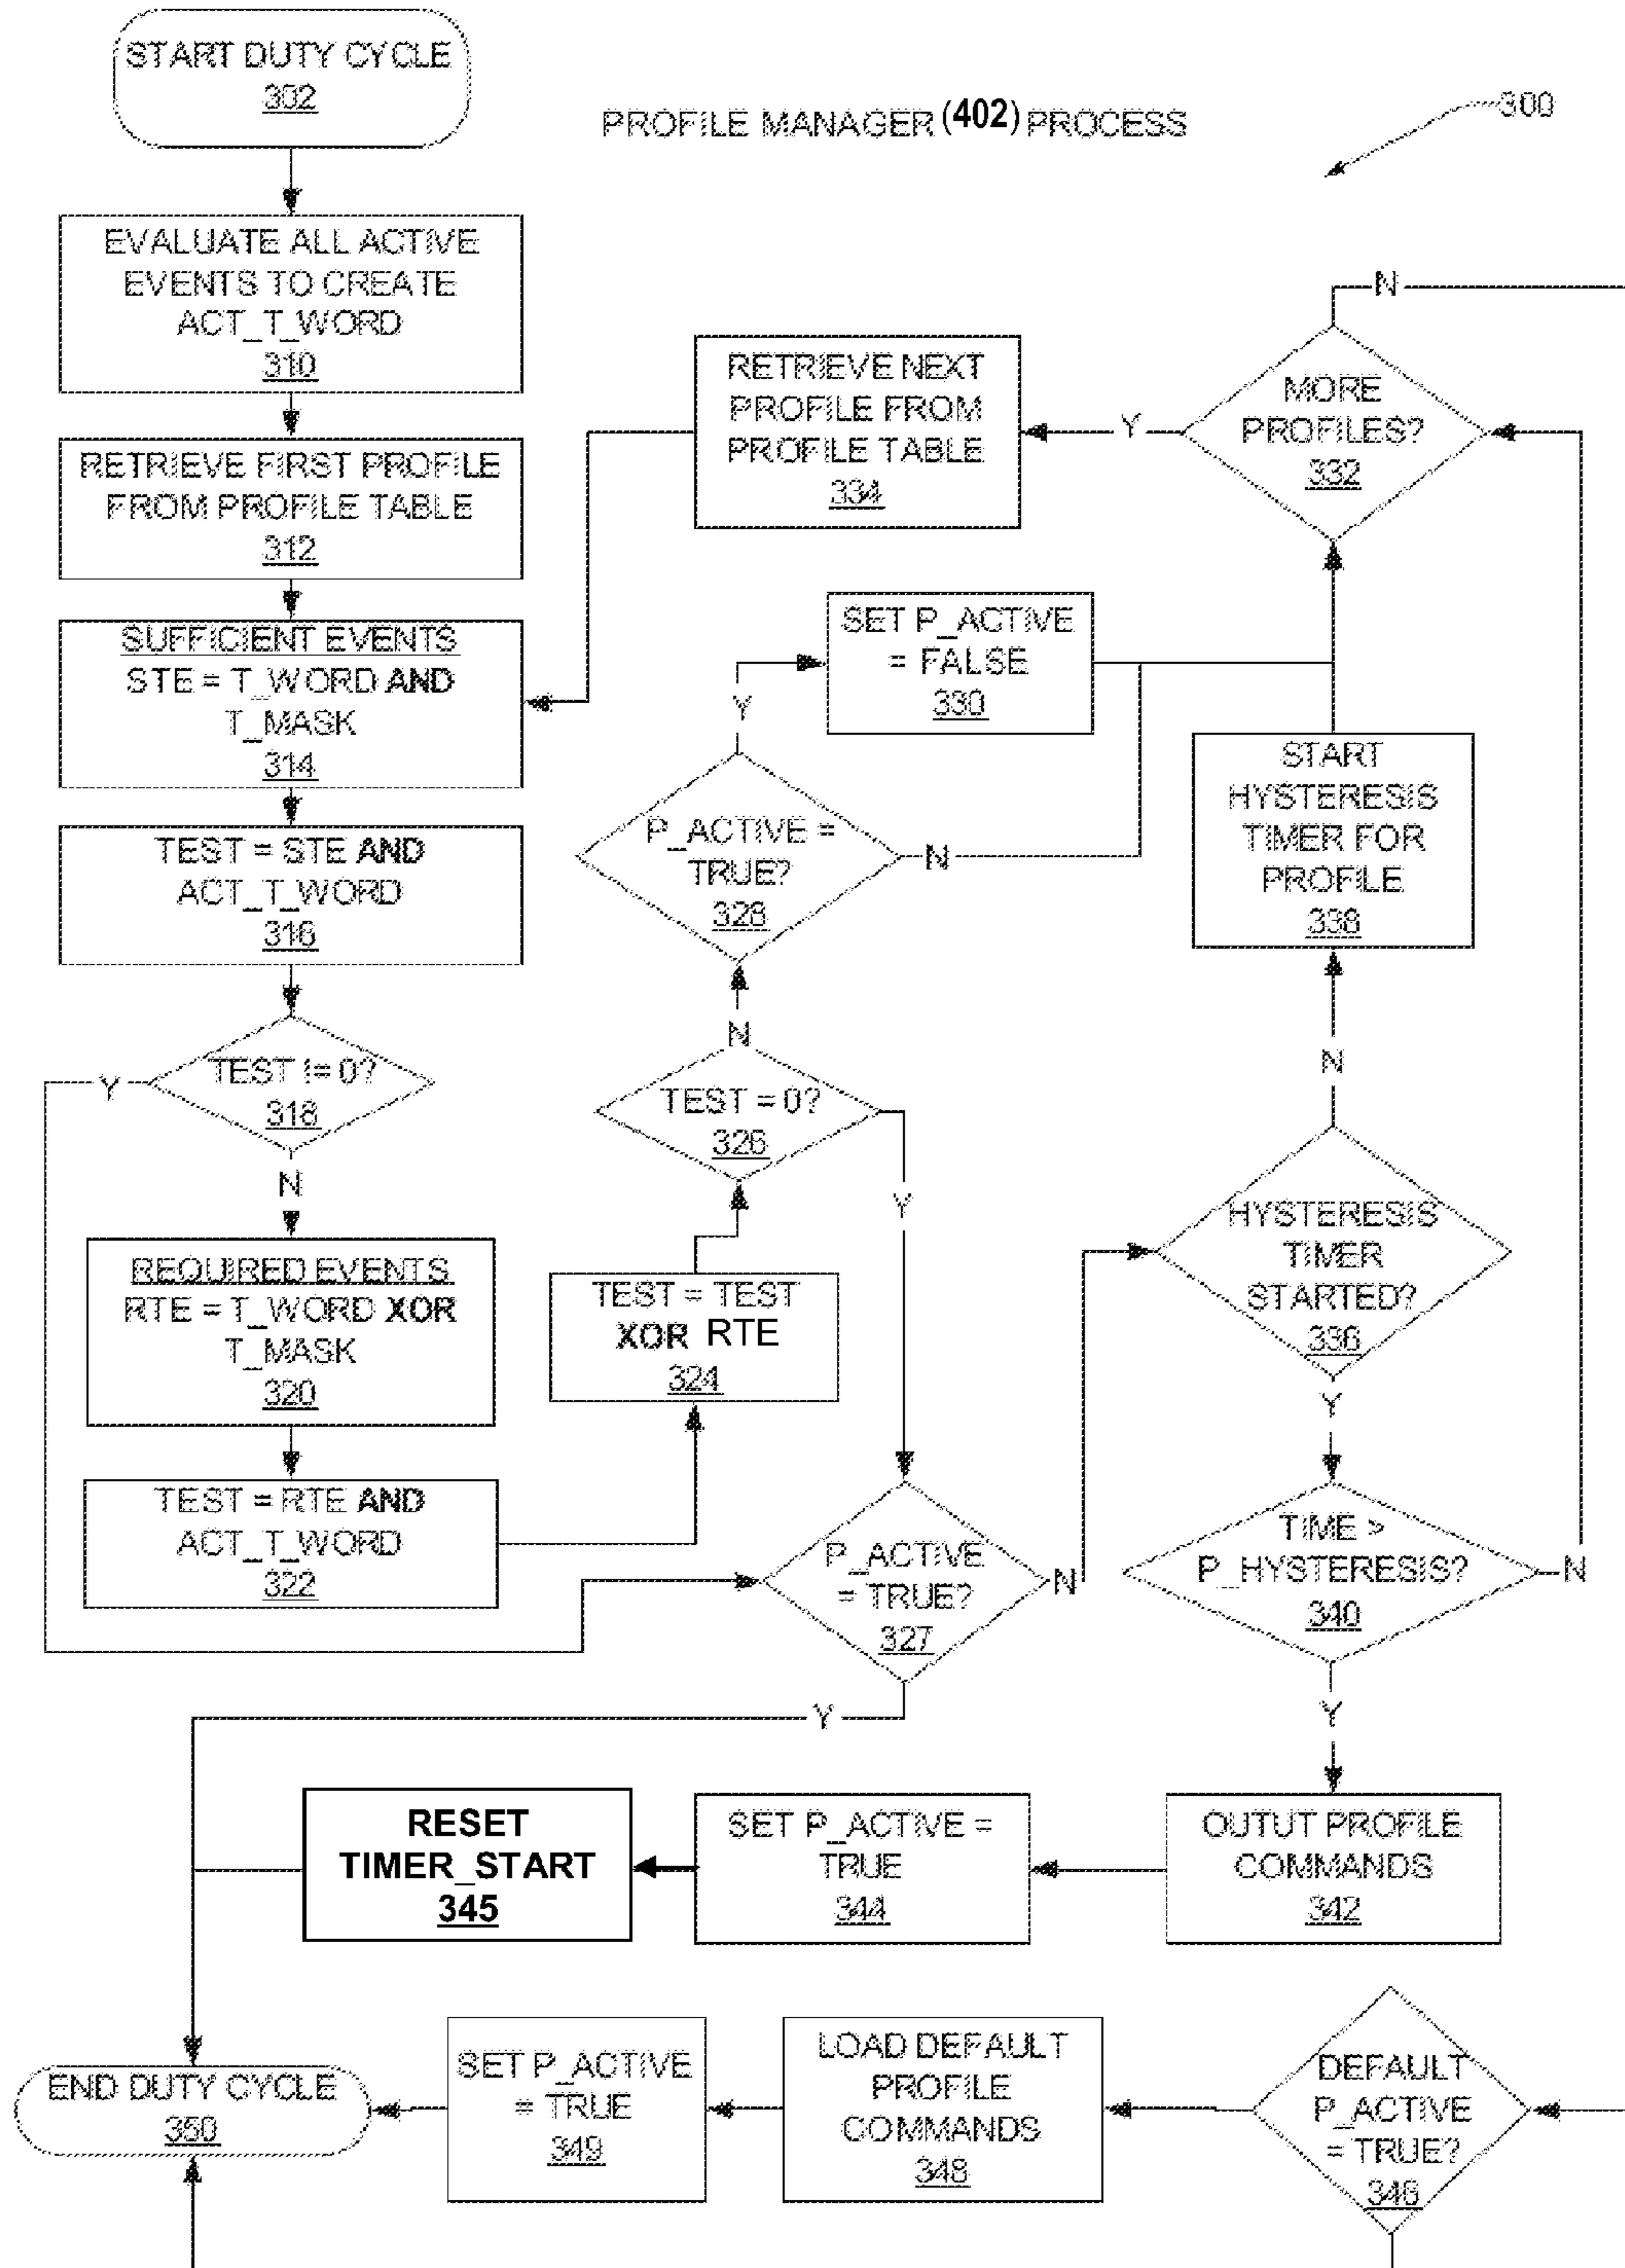 START DUTY CYCLE
302
PROFILE MANAGER (402) PROCESS
300
EVALUATE ALL ACTIVE
EVENTS TO CREATE
ACT_T_WORD
310
RETRIEVE FIRST PROFILE
FROM PROFILE TABLE
312
SUFFICIENT EVENTS
STE = T_WORD AND
T_MASK
314
TEST = STE AND
ACT_T_WORD
316
TEST != 0?
318
Y
N
REQUIRED EVENTS
RTE = T_WORD XOR
T_MASK
320
TEST = RTE AND
ACT_T_WORD
322
TEST = TEST
XOR RTE
324
TEST = 0?
326
N
Y
P_ACTIVE =
TRUE?
328
Y
N
SET P_ACTIVE
= FALSE
330
RETRIEVE NEXT
PROFILE FROM
PROFILE TABLE
334
Y
MORE
PROFILES?
332
N
START
HYSTERESIS
TIMER FOR
PROFILE
338
N
HYSTERESIS
TIMER
STARTED?
336
Y
P_ACTIVE
= TRUE?
327
N
Y
TIME >
P_HYSTERESIS?
340
N
Y
OUTUT PROFILE
COMMANDS
342
SET P_ACTIVE =
TRUE
344
RESET
TIMER_START
345
DEFAULT
P_ACTIVE
= TRUE?
346
LOAD DEFAULT
PROFILE
COMMANDS
348
SET P_ACTIVE
= TRUE
349
END DUTY CYCLE
350